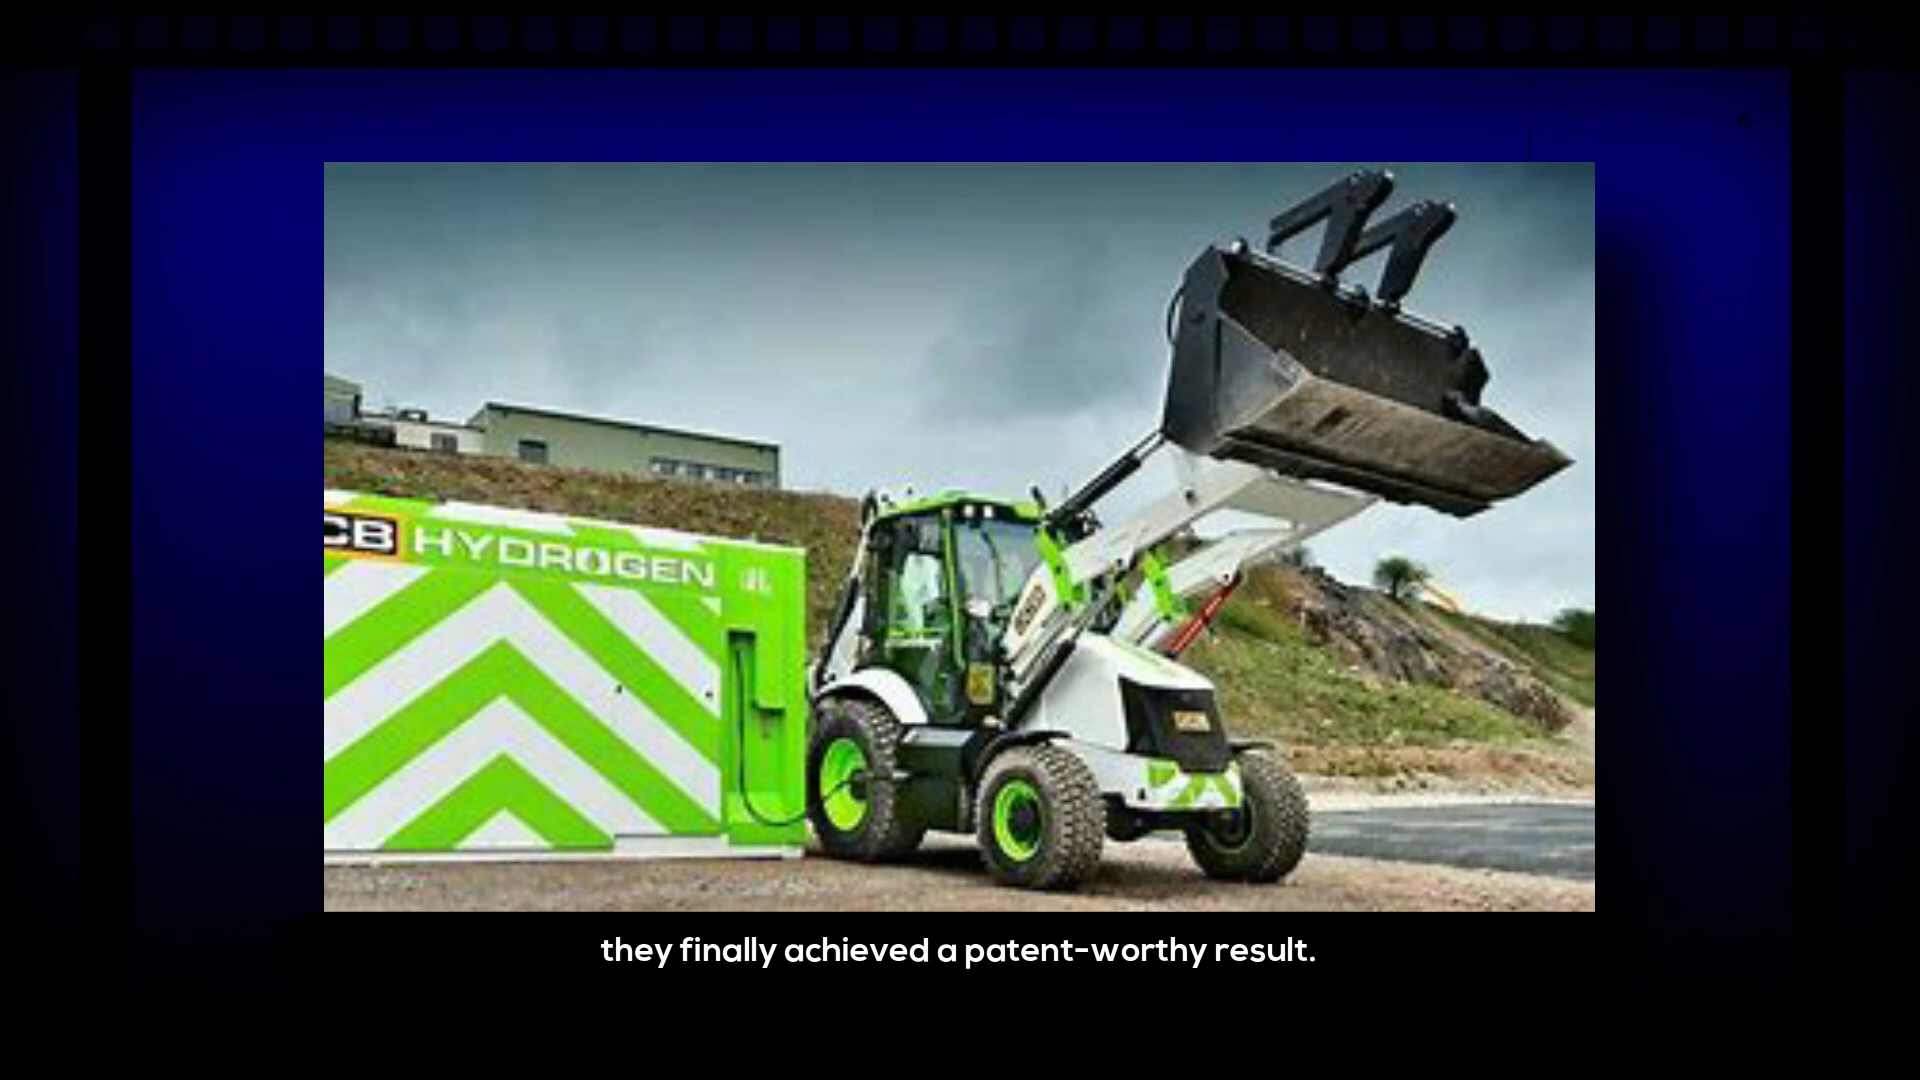 CB HYDROGEN
they finally achieved a patent-worthy result.